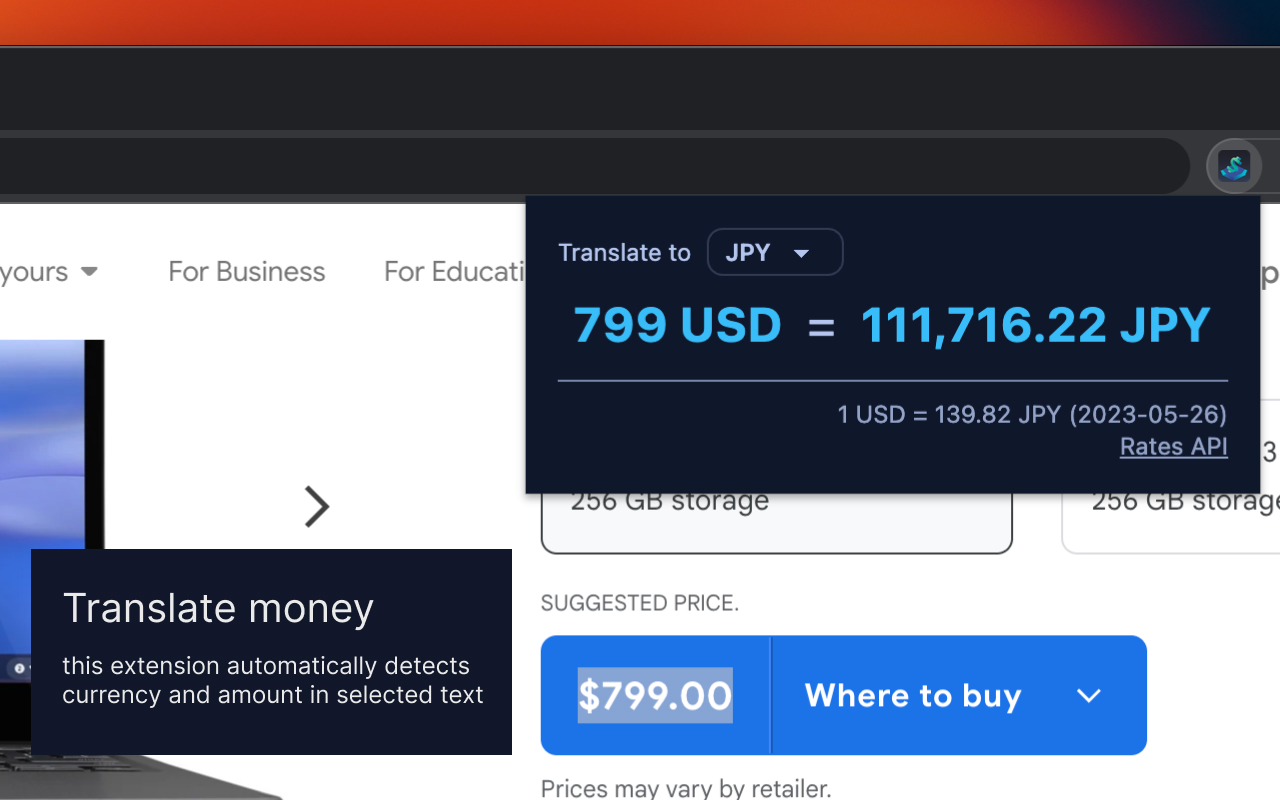 yours
For Business
For Educati
Translate to
JPY
799 USD = 111,716.22 JPY
1 USD = 139.82 JPY (2023-05-26)
Rates API
256 GB storage
256 GB storage
Translate money
this extension automatically detects
currency and amount in selected text
SUGGESTED PRICE.
$799.00
Where to buy
Prices may vary by retailer.